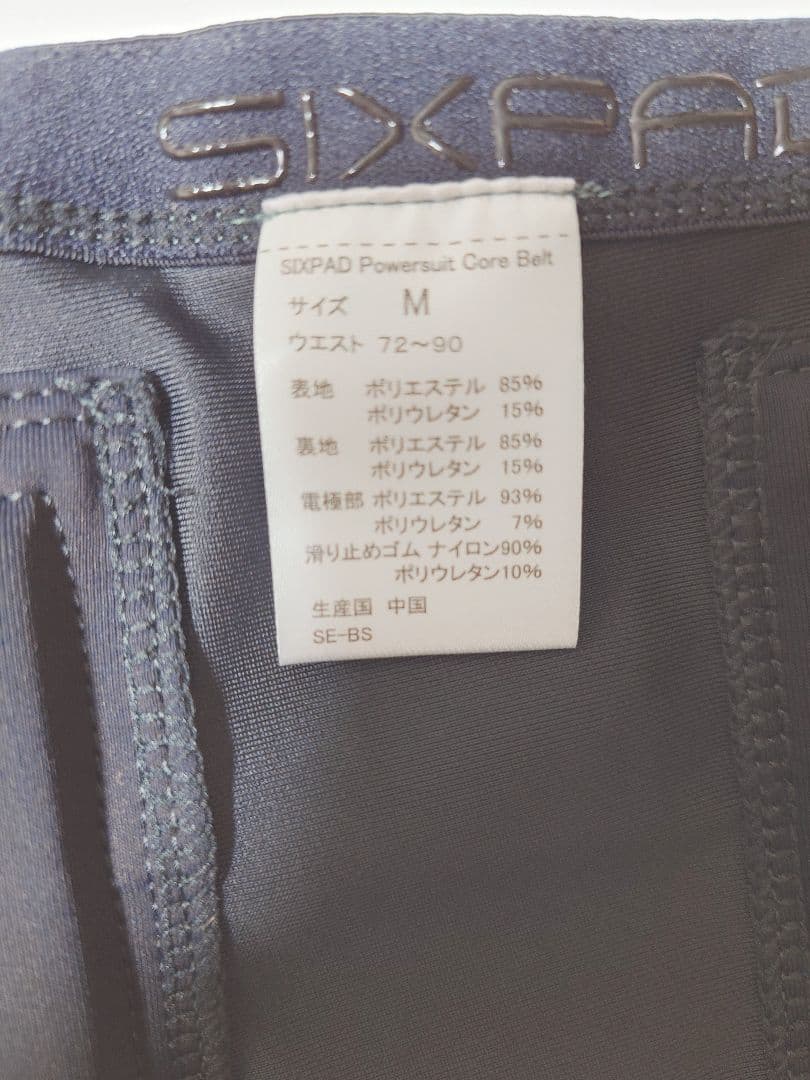 SIXPAD
SIXPAD Powersuit Core Belt
サイズ M
ウエスト 72～90
表地 ポリエステル 85%
ポリウレタン 15%
裏地 ポリエステル 85%
ポリウレタン 15%
電極部 ポリエステル 93%
ポリウレタン 7%
滑り止めゴム ナイロン90%
ポリウレタン10%
生産国 中国
SE-BS